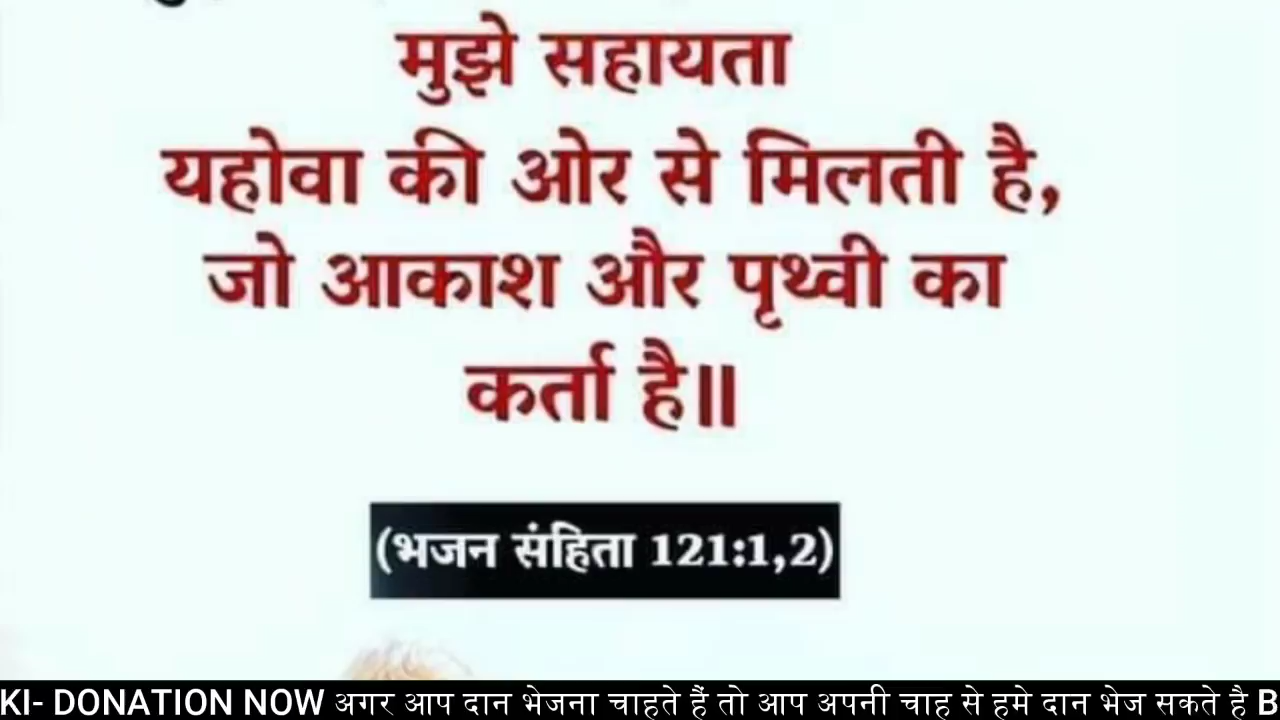 मुझे सहायता
यहोवा की ओर से मिलती है,
जो आकाश और पृथ्वी का
कर्ता है॥
(भजन संहिता 121:1,2)
KI- DONATION NOW अगर आप दान भेजना चाहते हैं तो आप अपनी चाह से हमे दान भेज सकते है B